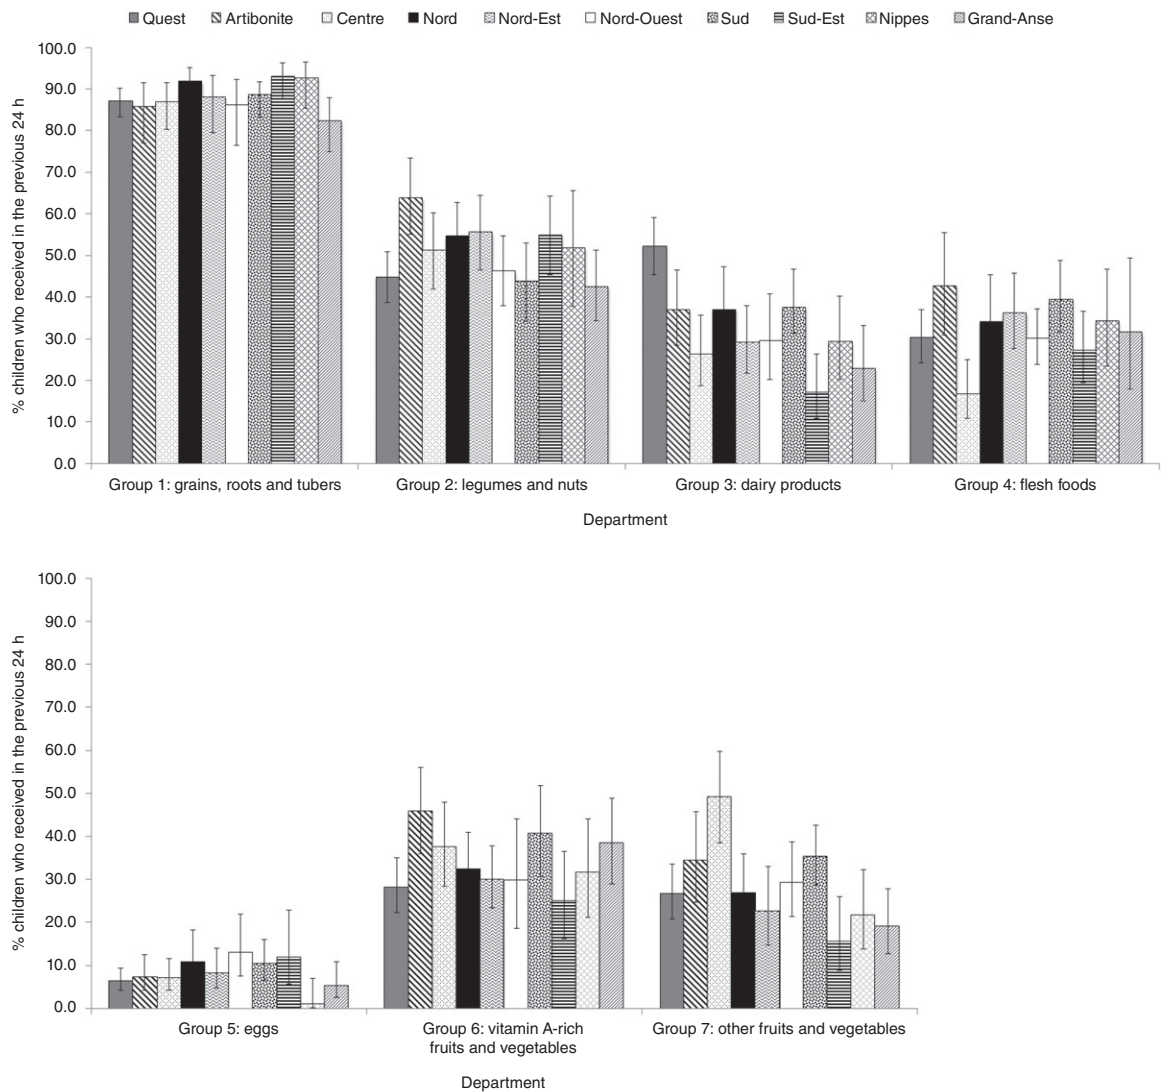 Quest Artibonite Centre Nord Nord-Est Nord-Ouest Sud Sud-Est Nippes Grand-Anse
% children who received in the previous 24 h
100.0
90.0
80.0
70.0
60.0
50.0
40.0
30.0
20.0
10.0
0.0
Group 1: grains, roots and tubers Group 2: legumes and nuts Group 3: dairy products Group 4: flesh foods
Department
% children who received in the previous 24 h
100.0
90.0
80.0
70.0
60.0
50.0
40.0
30.0
20.0
10.0
0.0
Group 5: eggs Group 6: vitamin A-rich Group 7: other fruits and vegetables
fruits and vegetables
Department